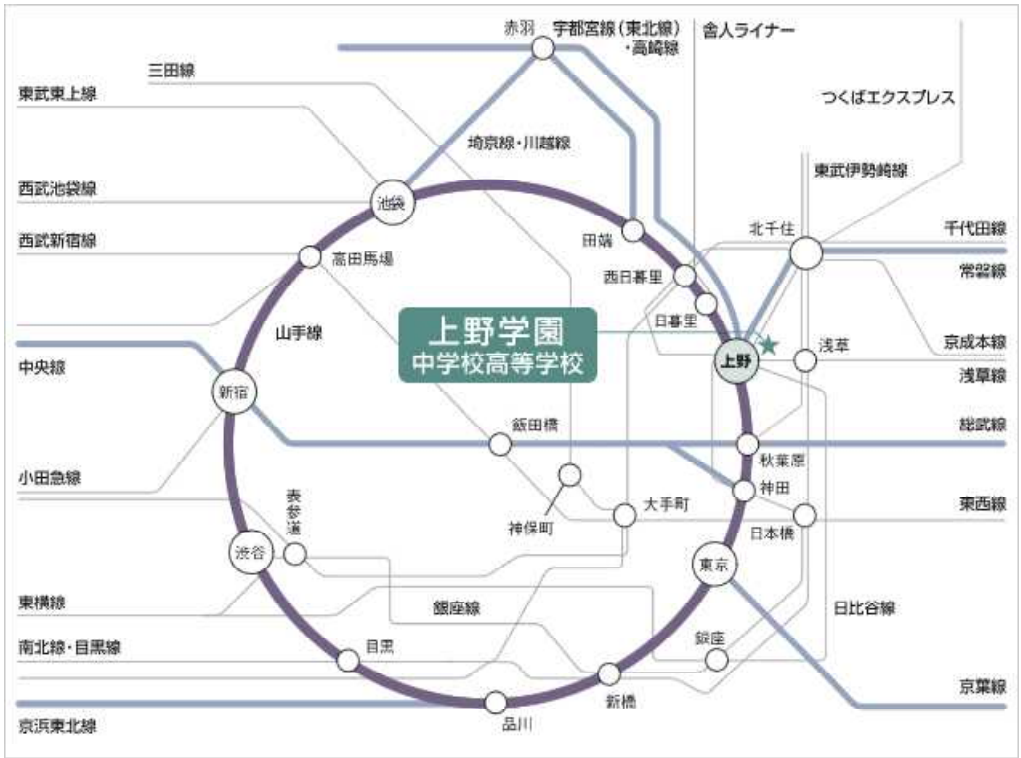 赤羽
宇都宮線(東北線)
・高崎線
舎人ライナー
三田線
東武東上線
つくばエクスプレス
埼京線・川越線
東武伊勢崎線
西武池袋線
池袋
田端
北千住
千代田線
西武新宿線
高田馬場
西日暮里
常磐線
日暮里
山手線
上野学園
中学校高等学校
上野
浅草
京成本線
中央線
浅草線
新宿
飯田橋
総武線
秋葉原
小田急線
神田
表参道
神保町
大手町
日本橋
東西線
渋谷
東京
東横線
銀座線
日比谷線
南北線・目黒線
目黒
銀座
京葉線
新橋
京浜東北線
品川